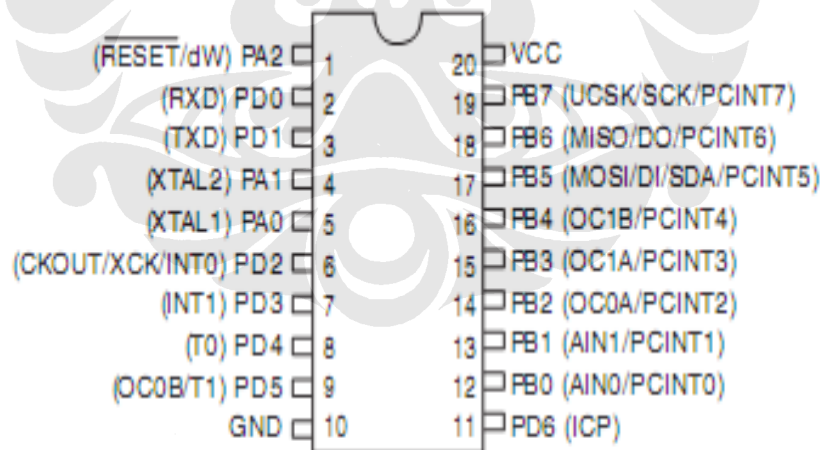 (RESET/dW) PA2 1 20 VCC
(RXD) PD0 2 19 PB7 (UCSK/SCK/PCINT7)
(TXD) PD1 3 18 PB6 (MISO/DO/PCINT6)
(XTAL2) PA1 4 17 PB5 (MOSI/DI/SDA/PCINT5)
(XTAL1) PA0 5 16 PB4 (OC1B/PCINT4)
(CKOUT/XCK/INT0) PD2 6 15 PB3 (OC1A/PCINT3)
(INT1) PD3 7 14 PB2 (OC0A/PCINT2)
(T0) PD4 8 13 PB1 (AIN1/PCINT1)
(OC0B/T1) PD5 9 12 PB0 (AIN0/PCINT0)
GND 10 11 PD6 (ICP)